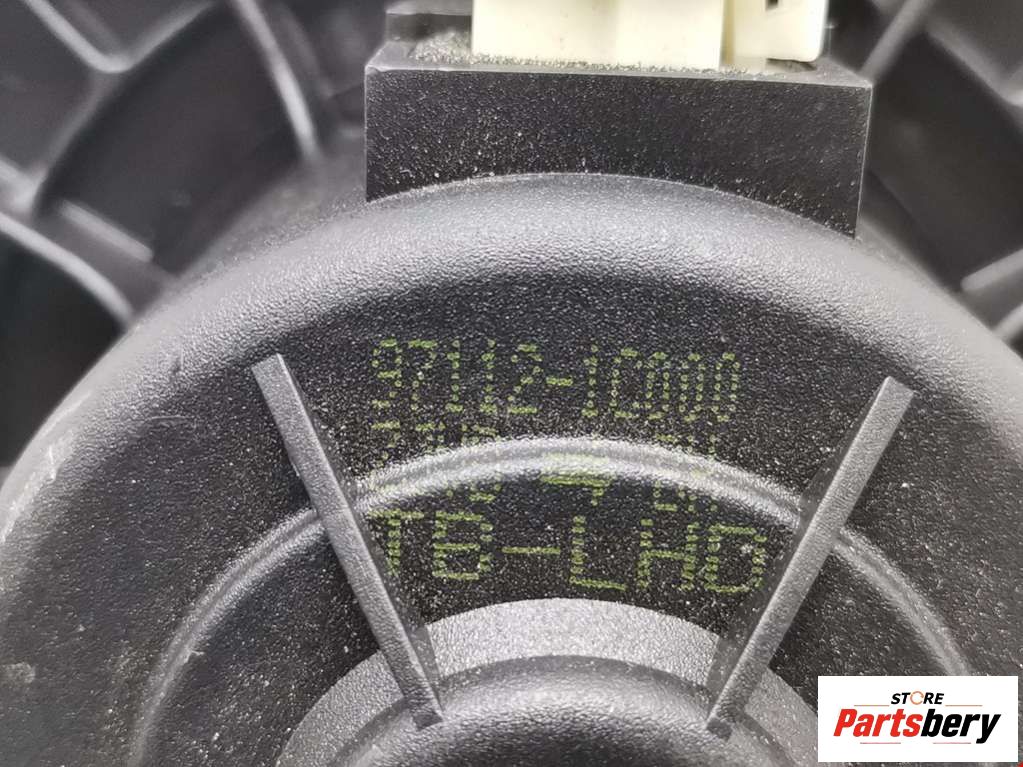 97112-1C000
TB-LHD
STORE
Partsbery